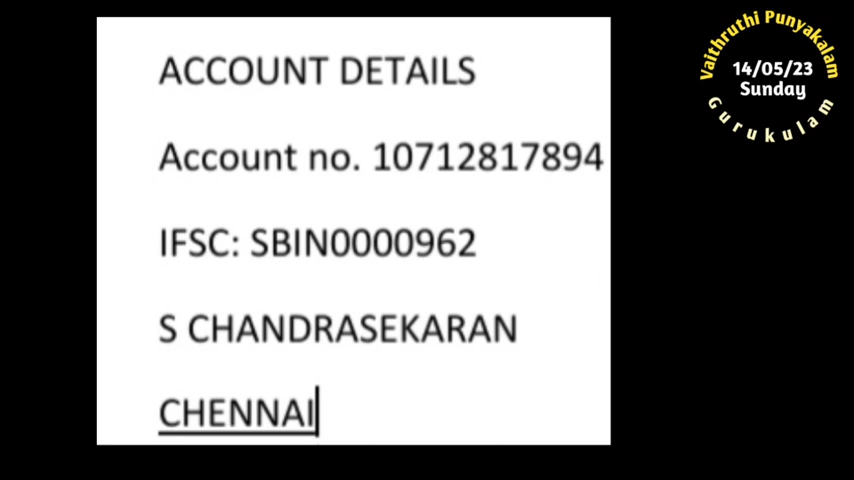 ACCOUNT DETAILS
Account no. 10712817894
IFSC: SBIN0000962
S CHANDRASEKARAN
CHENNAI
Vaithruthi Punyakalam
14/05/23
Sunday
Gurukulam